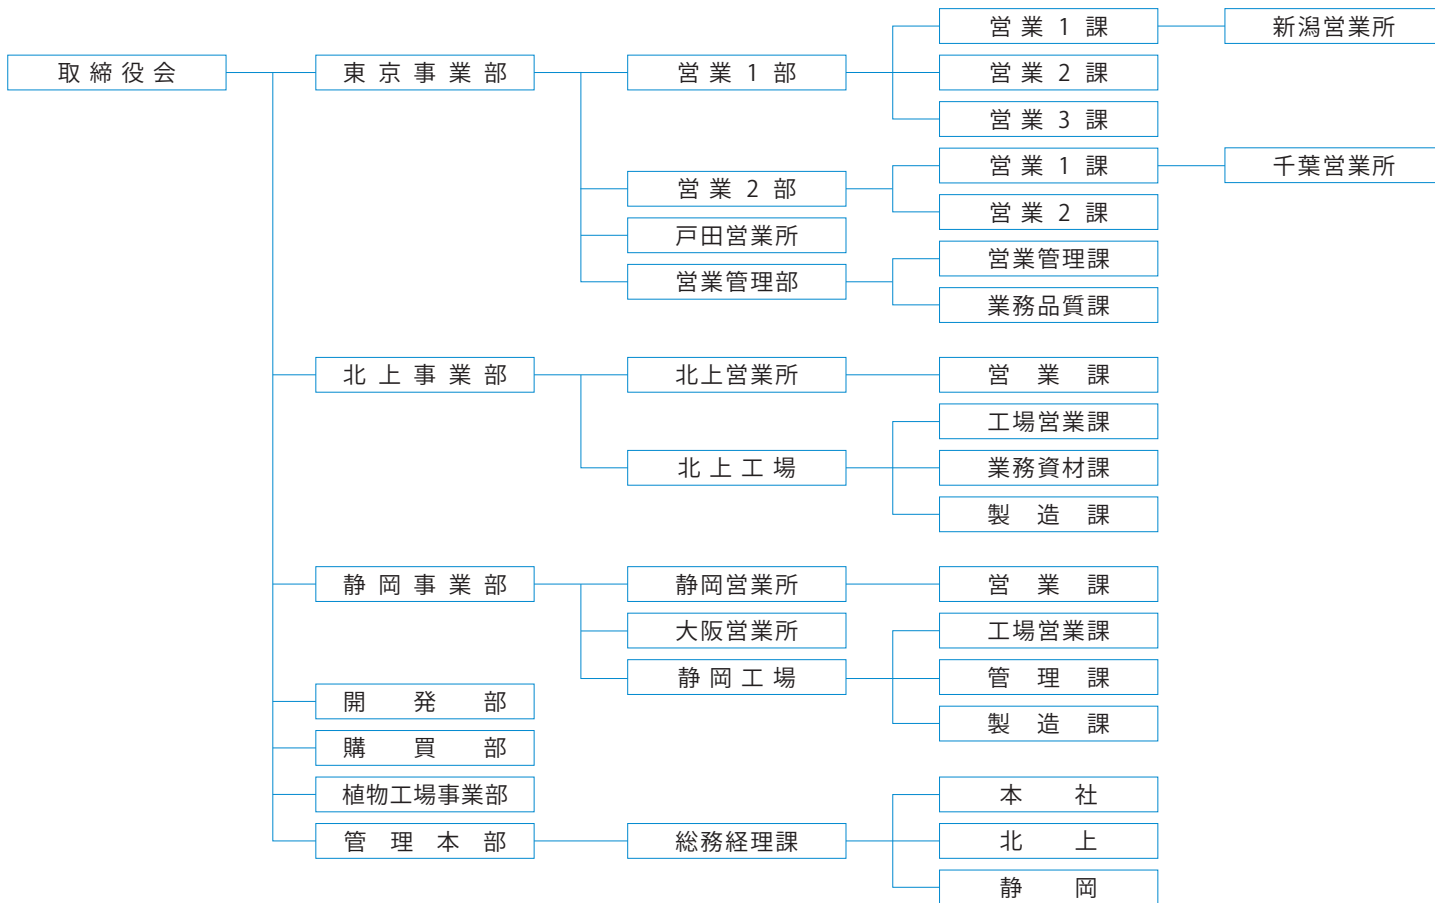 取締役会
東京事業部
営業1部
営業1課
新潟営業所
営業2課
営業3課
営業2部
営業1課
千葉営業所
営業2課
戸田営業所
営業管理部
営業管理課
業務品質課
北上事業部
北上営業所
営業課
北上工場
工場営業課
業務資材課
製造課
静岡事業部
静岡営業所
営業課
大阪営業所
静岡工場
工場営業課
管理課
製造課
開発部
購買部
植物工場事業部
管理本部
総務経理課
本社
北上
静岡